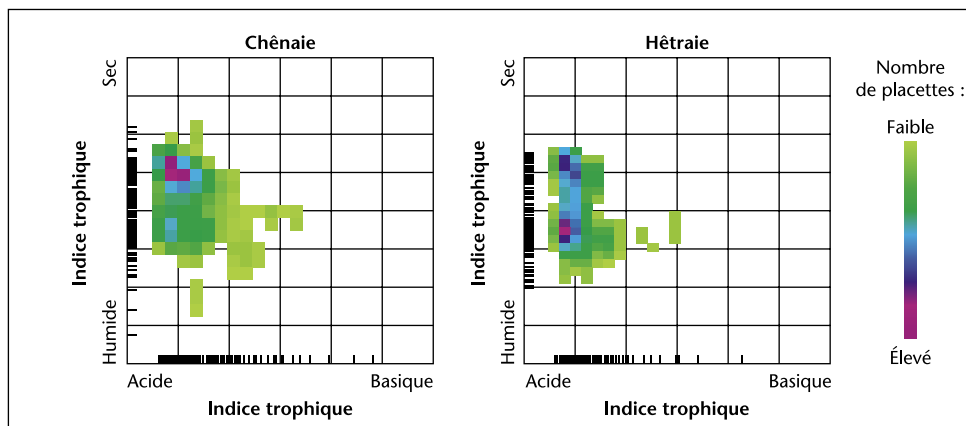 Chênaie
Sec
Indice trophique
Humide
Acide
Basique
Indice trophique
Hêtraie
Sec
Indice trophique
Humide
Acide
Basique
Indice trophique
Nombre
de placettes :
Faible
Élevé